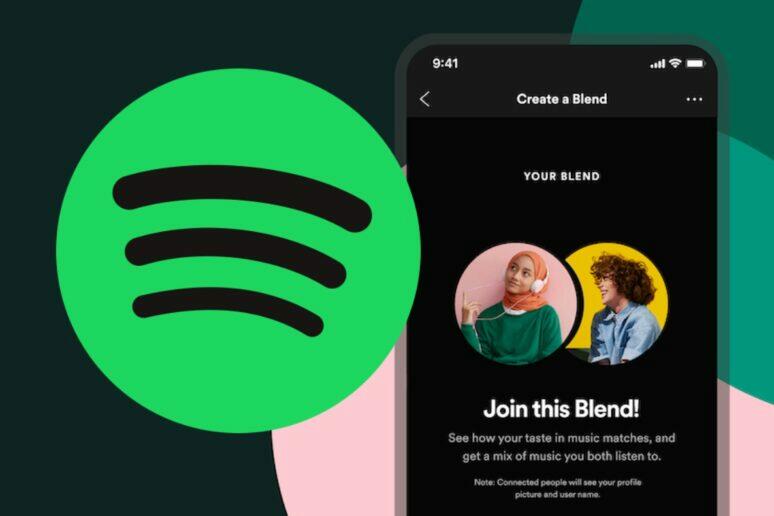 9:41
Create a Blend
YOUR BLEND
Join this Blend!
See how your taste in music matches, and
get a mix of music you both listen to.
Note: Connected people will see your profile
picture and user name.